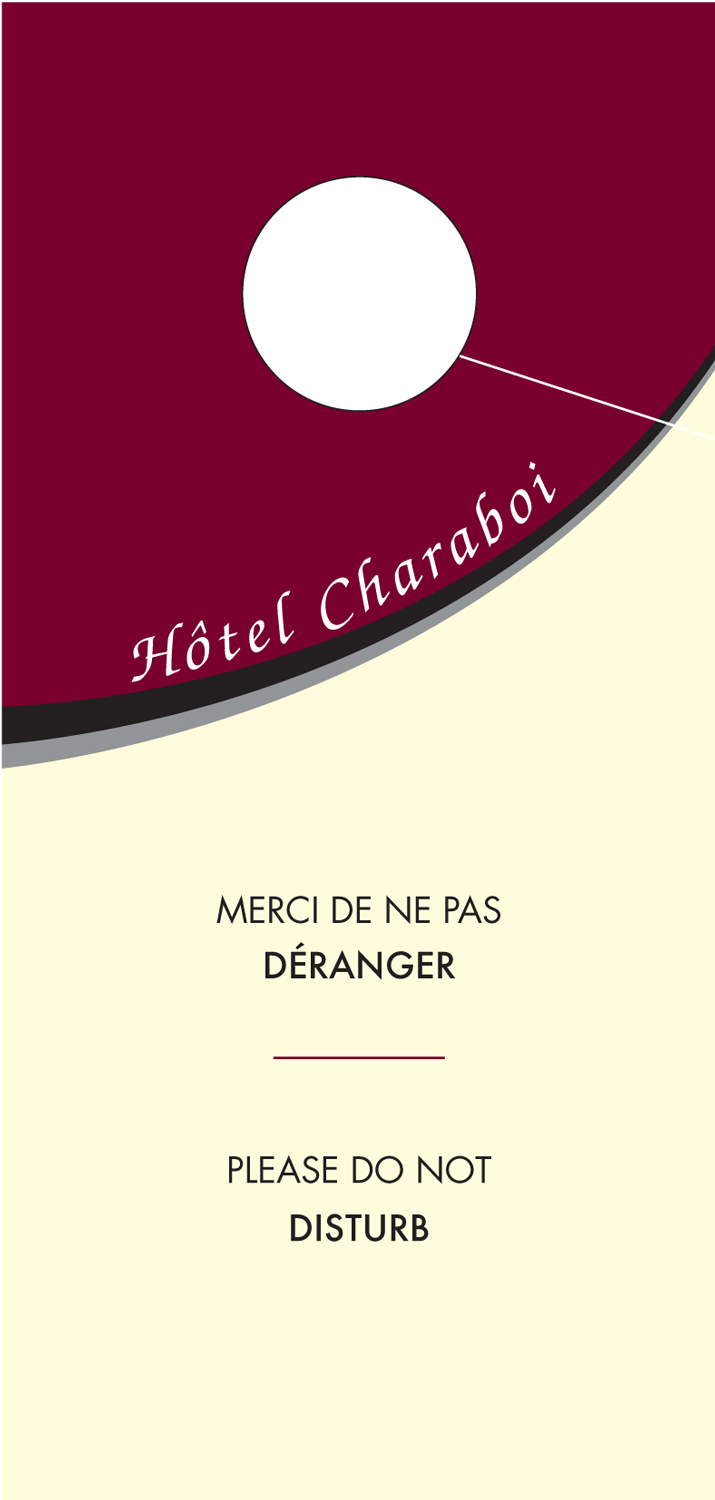 Hôtel Charaboi
MERCI DE NE PAS
DÉRANGER
PLEASE DO NOT
DISTURB